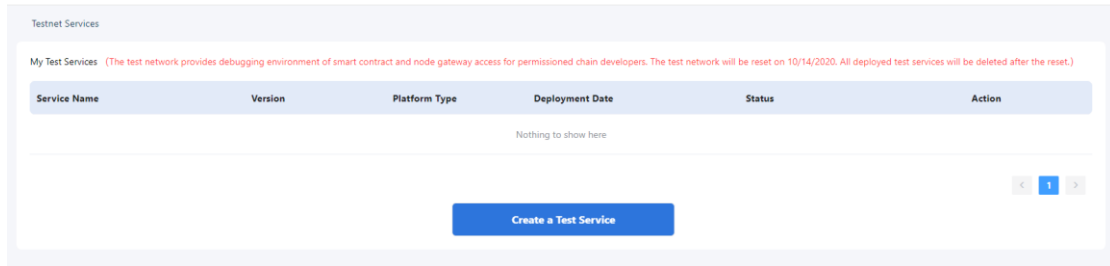 Testnet Services
My Test Services (The test network provides debugging environment of smart contract and node gateway access for permissioned chain developers. The test network will be reset on 10/14/2020. All deployed test services will be deleted after the reset.)
Service Name Version Platform Type Deployment Date Status Action
Nothing to show here
< 1 >
Create a Test Service